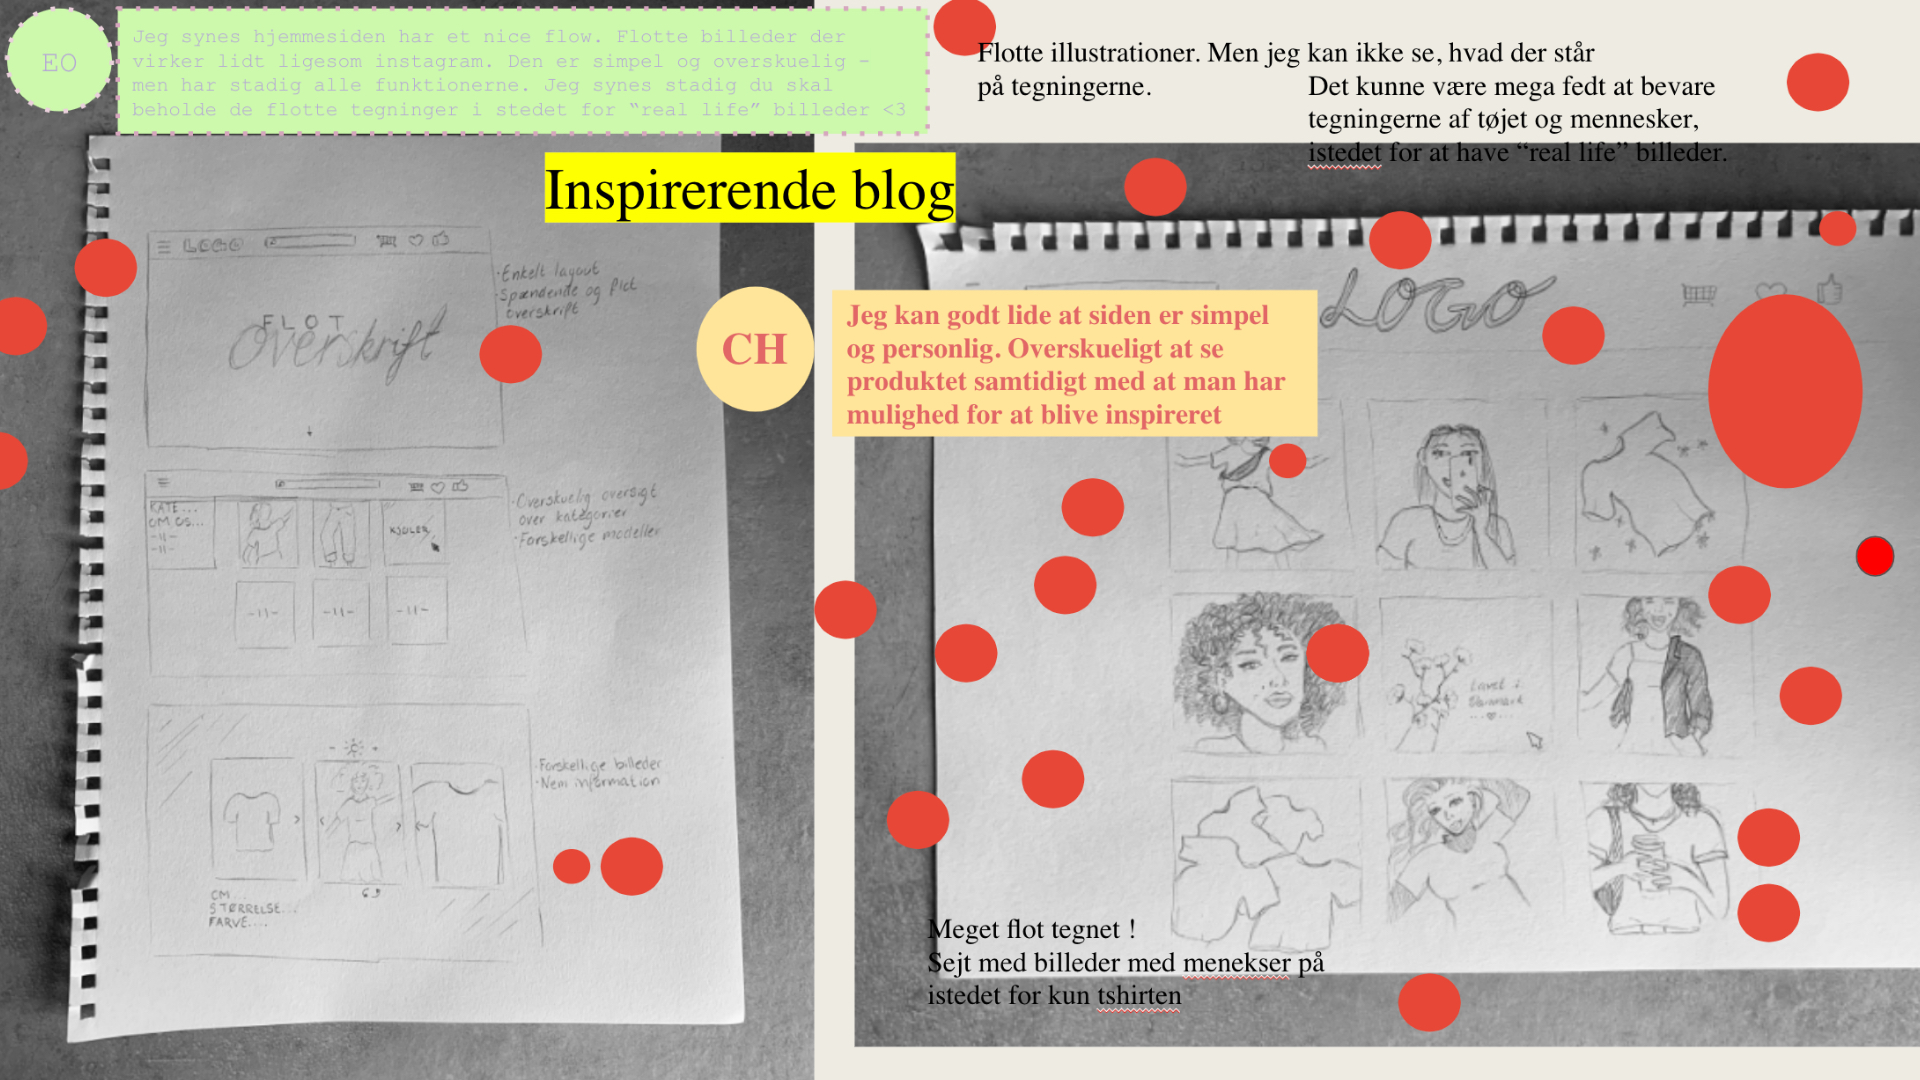 EO
Jeg synes hjemmesiden har et nice flow. Flotte billeder der
virker lidt ligesom instagram. Den er simpel og overskuelig –
men har stadig alle funktionerne. Jeg synes stadig du skal
beholde de flotte tegninger i stedet for “real life” billeder <3
Flotte illustrationer. Men jeg kan ikke se, hvad der står
på tegningerne.
Det kunne være mega fedt at bevare
tegningerne af tøjet og mennesker,
istedet for at have “real life” billeder.
Inspirerende blog
LOGO
FLOT
Overskrift
·Enkelt layout
·Spændende og flot
overskrift
CH
Jeg kan godt lide at siden er simpel
og personlig. Overskueligt at se
produktet samtidigt med at man har
mulighed for at blive inspireret
LOGO
KATE...
OM OS...
-11-
-11-
KJOLER
-11-
-11-
-11-
·Overskuelig oversigt
over kategorier
·Forskellige modeller
Lavet i
Danmark
·Forskellige billeder
·Nem information
CM...
STØRRELSE...
FARVE....
Meget flot tegnet !
Sejt med billeder med menekser på
istedet for kun tshirten